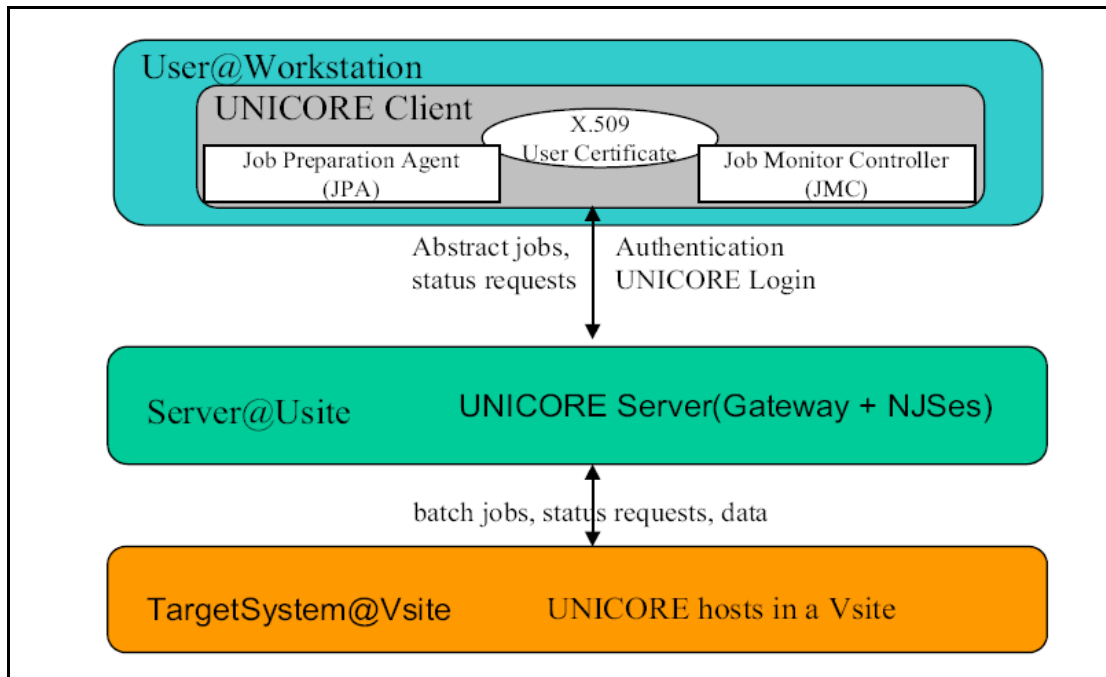 User@Workstation
UNICORE Client
X.509
User Certificate
Job Preparation Agent
(JPA)
Job Monitor Controller
(JMC)
Abstract jobs,
status requests
Authentication
UNICORE Login
Server@Usite
UNICORE Server(Gateway + NJSes)
batch jobs, status requests, data
TargetSystem@Vsite
UNICORE hosts in a Vsite